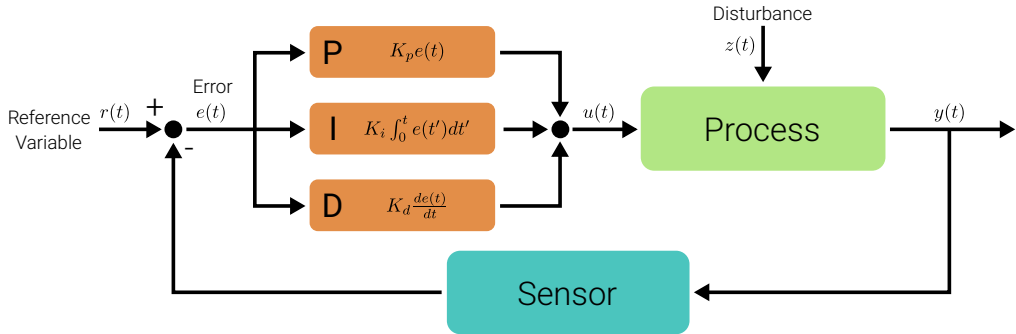 Disturbance
z(t)
P K_p e(t)
Error
Reference
Variable
r(t)
+
e(t)
-
I K_i ∫_0^t e(t')dt'
u(t)
Process
y(t)
D K_d de(t)/dt
Sensor